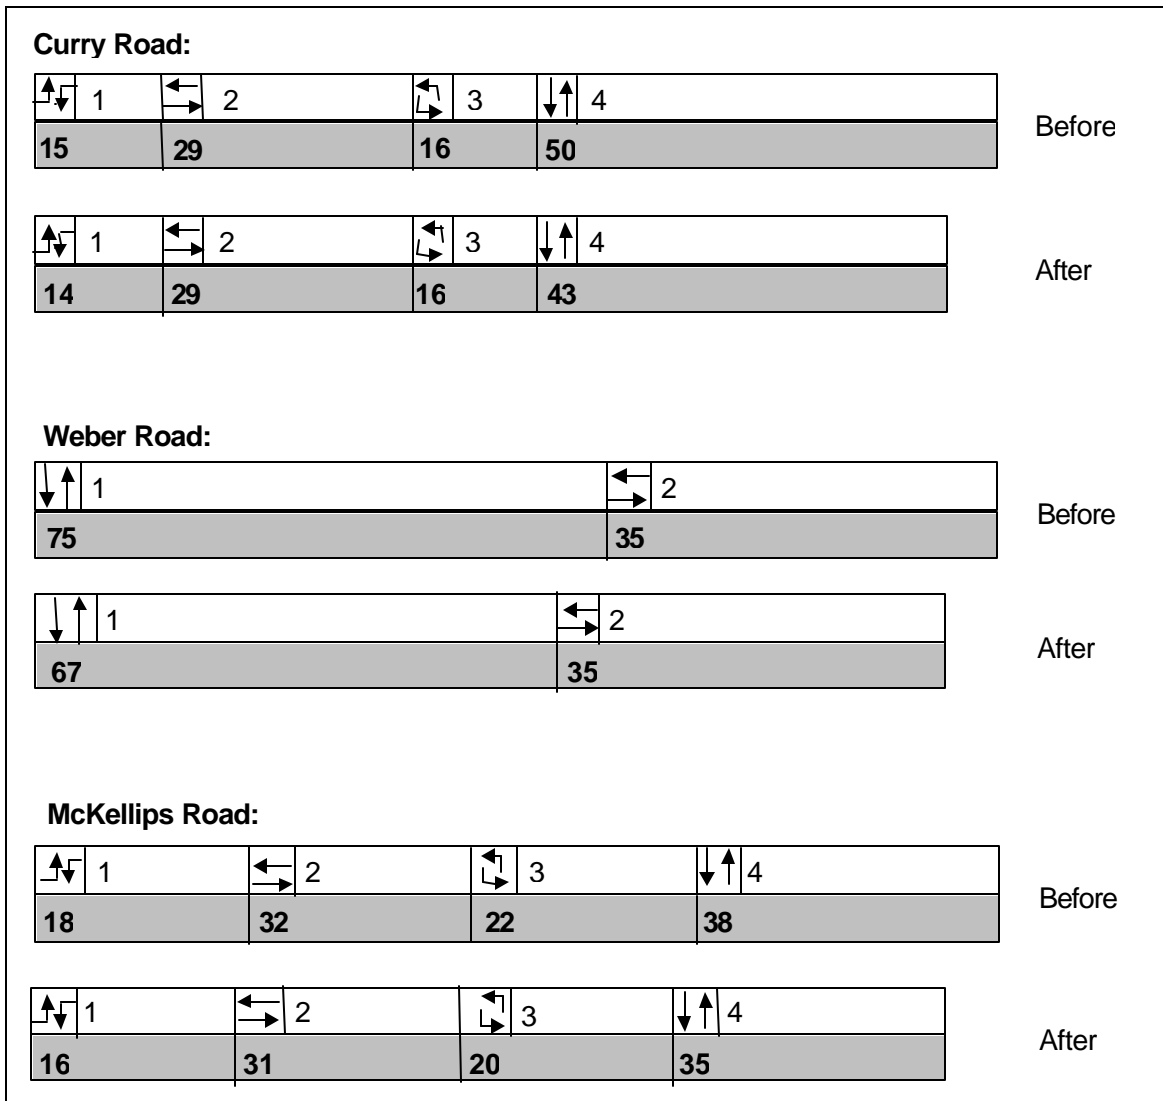 Curry Road:
1 2 3 4
Before
15 29 16 50
1 2 3 4
After
14 29 16 43
Weber Road:
1 2
Before
75 35
1 2
After
67 35
McKellips Road:
1 2 3 4
Before
18 32 22 38
1 2 3 4
After
16 31 20 35